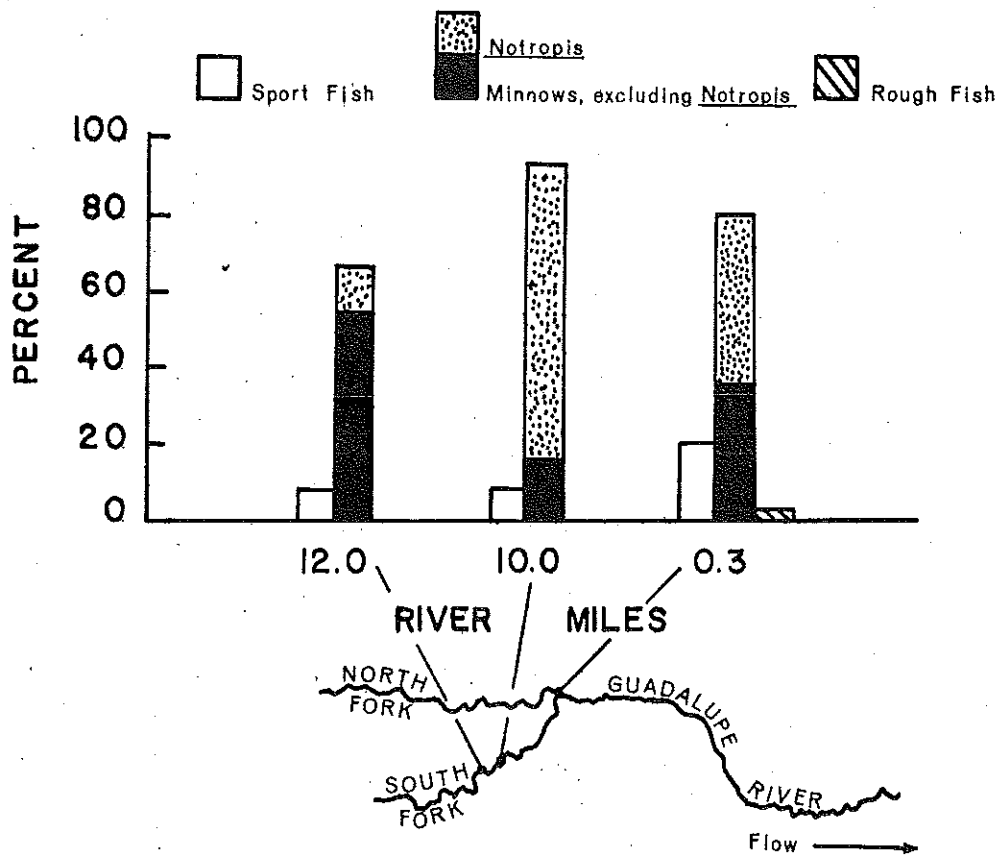 Notropis
Sport Fish
Minnows, excluding Notropis
Rough Fish
PERCENT
100
80
60
40
20
0
12.0 10.0 0.3
RIVER MILES
NORTH FORK
GUADALUPE RIVER
SOUTH FORK
Flow